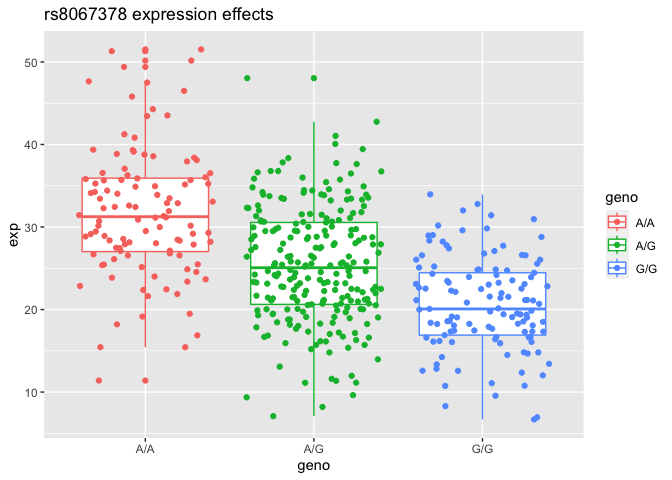 rs8067378 expression effects
50
40
30
20
10
exp
A/A
A/G
G/G
geno
geno
A/A
A/G
G/G